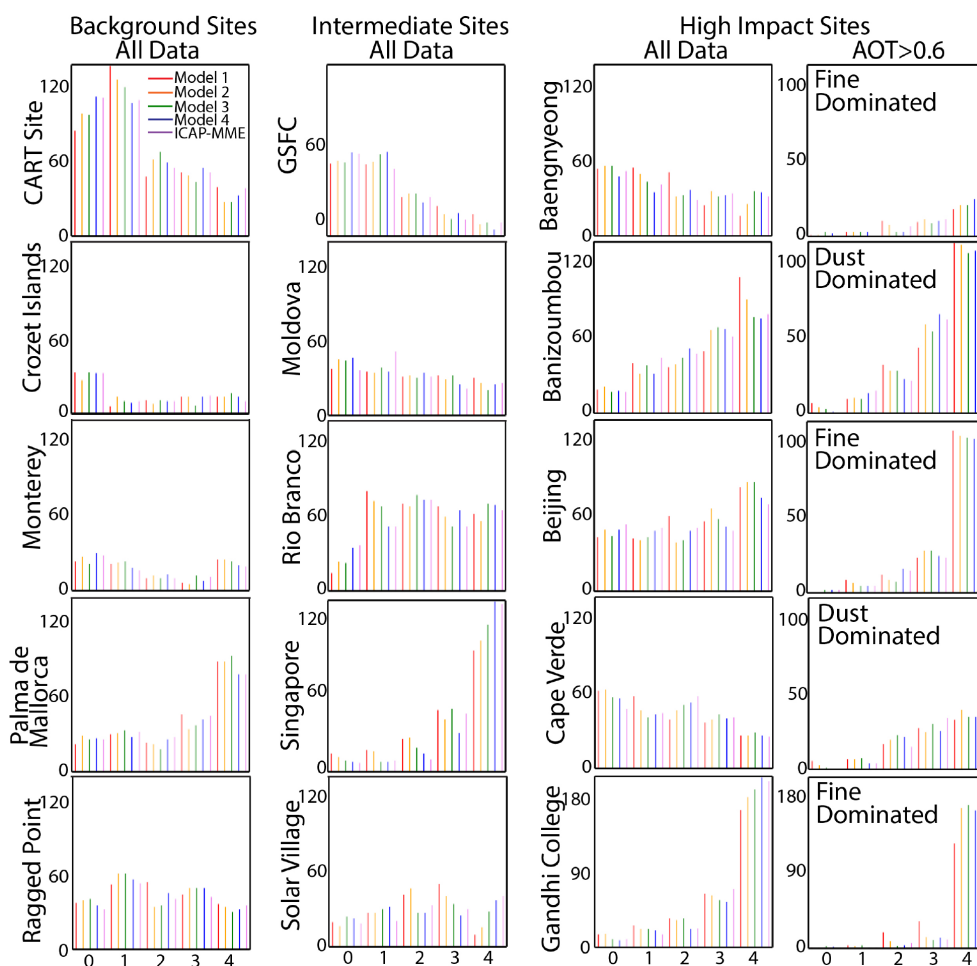 Background Sites
All Data
Intermediate Sites
All Data
High Impact Sites
All Data
AOT>0.6
CART Site
120
60
0
Model 1
Model 2
Model 3
Model 4
ICAP-MME
GSFC
60
0
Baengnyeong
120
60
0
100
50
0
Fine
Dominated
Crozet Islands
120
60
0
Moldova
120
60
0
Banizoumbou
120
60
0
100
50
0
Dust
Dominated
Monterey
120
60
0
Rio Branco
120
60
0
Beijing
120
60
0
100
50
0
Fine
Dominated
Palma de
Mallorca
120
60
0
Singapore
120
60
0
Cape Verde
120
60
0
100
50
0
Dust
Dominated
Ragged Point
120
60
0
0 1 2 3 4
Solar Village
120
60
0
0 1 2 3 4
Gandhi College
180
90
0
0 1 2 3 4
180
90
0
Fine
Dominated
0 1 2 3 4